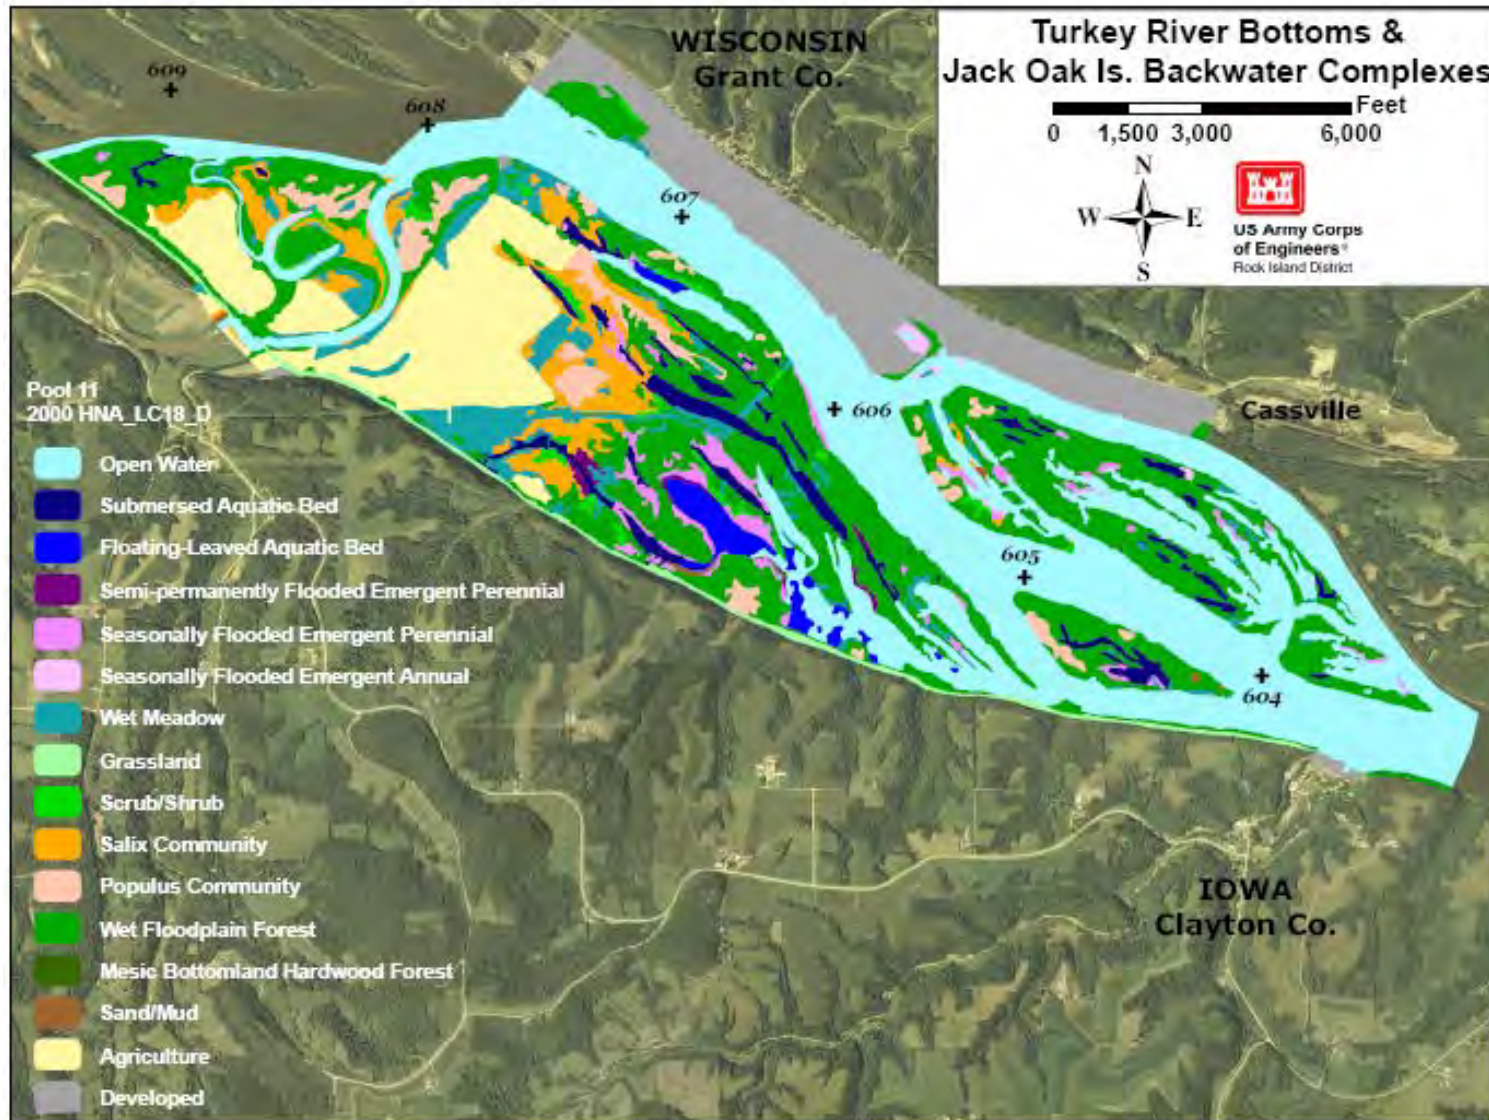 WISCONSIN
Grant Co.
Turkey River Bottoms &
Jack Oak Is. Backwater Complexes
Feet
0 1,500 3,000 6,000
N
W E
S
US Army Corps
of Engineers®
Rock Island District
609
608
607
606
605
604
Cassville
IOWA
Clayton Co.
Pool 11
2000 HNA_LC18_D
Open Water
Submersed Aquatic Bed
Floating-Leaved Aquatic Bed
Semi-permanently Flooded Emergent Perennial
Seasonally Flooded Emergent Perennial
Seasonally Flooded Emergent Annual
Wet Meadow
Grassland
Scrub/Shrub
Salix Community
Populus Community
Wet Floodplain Forest
Mesic Bottomland Hardwood Forest
Sand/Mud
Agriculture
Developed